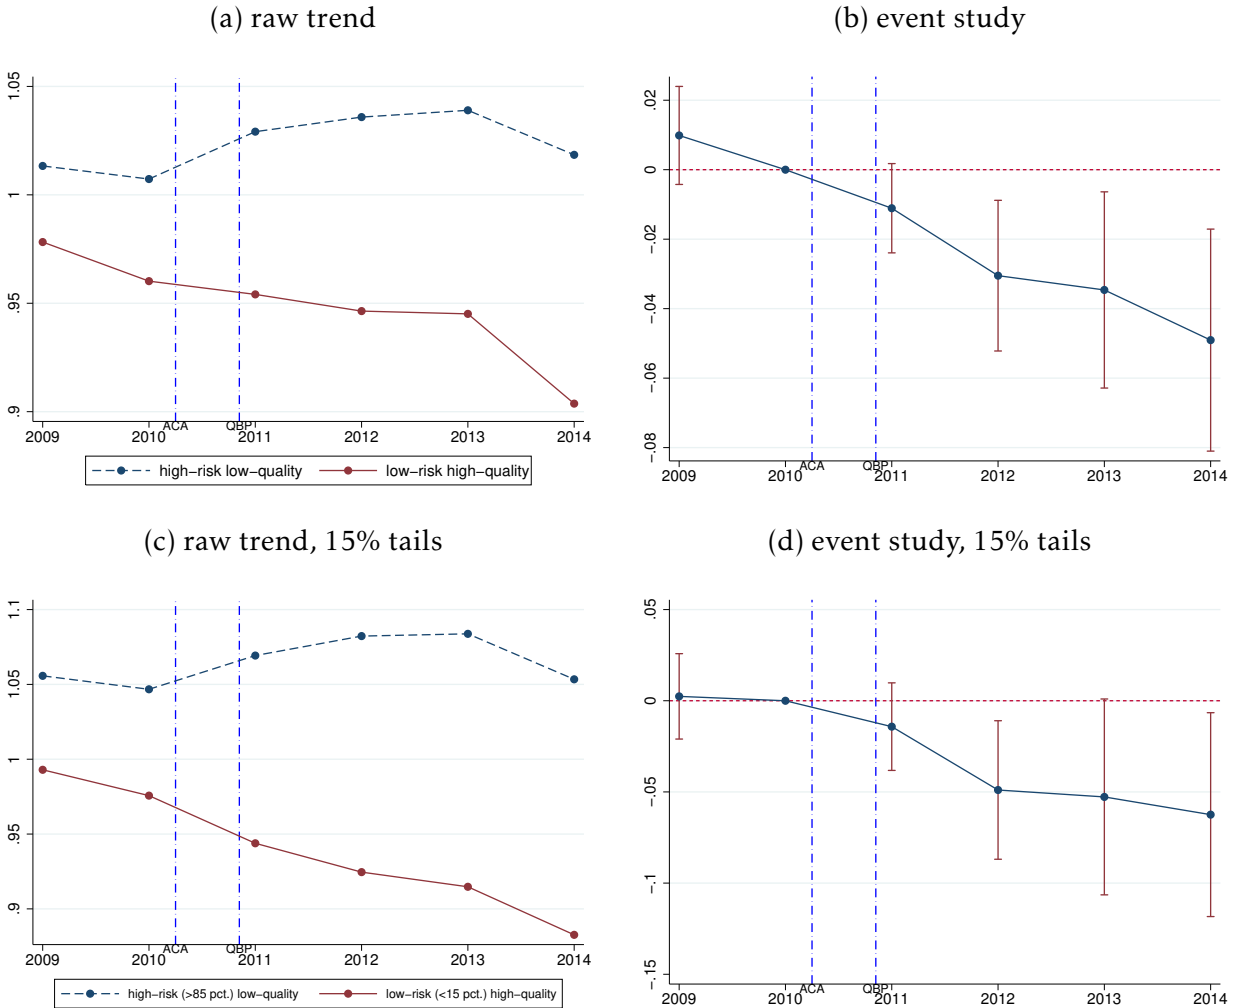 (a) raw trend
1.05
1
.95
.9
2009 2010 ACA QBP 2011 2012 2013 2014
high−risk low−quality low−risk high−quality
(b) event study
.02
0
−.02
−.04
−.06
−.08
2009 2010 ACA QBP 2011 2012 2013 2014
(c) raw trend, 15% tails
1.1
1.05
1
.95
.9
2009 2010 ACA QBP 2011 2012 2013 2014
high−risk (>85 pct.) low−quality low−risk (<15 pct.) high−quality
(d) event study, 15% tails
.05
0
−.05
−.1
−.15
2009 2010 ACA QBP 2011 2012 2013 2014